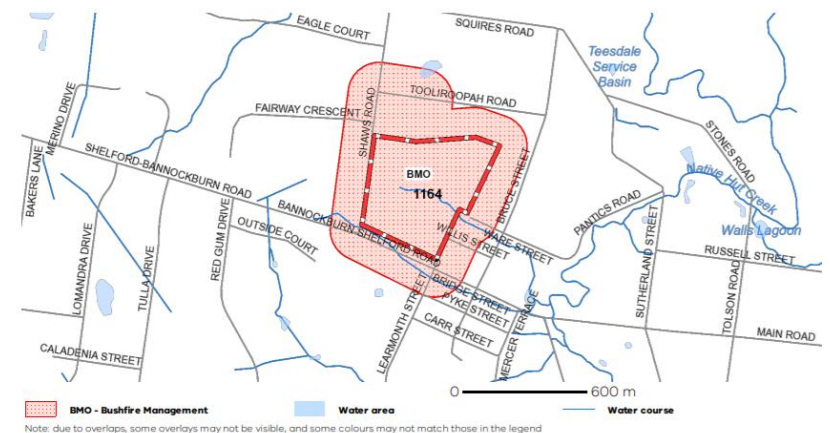 SQUIRES ROAD
EAGLE COURT
Teesdale
Service
Basin
TOOLIROOPAH ROAD
MERINO DRIVE
FAIRWAY CRESCENT
SHAWS ROAD
STONES ROAD
SHELFORD-BANNOCKBURN ROAD
BAKERS LANE
BMO
1164
BRUCE STREET
Native Hut Creek
PANTICS ROAD
BANNOCKBURN SHELFORD ROAD
OUTSIDE COURT
RED GUM DRIVE
WILLIS STREET
WARE STREET
Walls Lagoon
RUSSELL STREET
SUTHERLAND STREET
TOLSON ROAD
LOMANDRA DRIVE
TULLA DRIVE
BRIDGE STREET
PYKE STREET
CARR STREET
LEARMONTH STREET
MERCER TERRACE
MAIN ROAD
CALADENIA STREET
0 600 m
BMO - Bushfire Management Water area Water course
Note: due to overlaps, some overlays may not be visible, and some colours may not match those in the legend